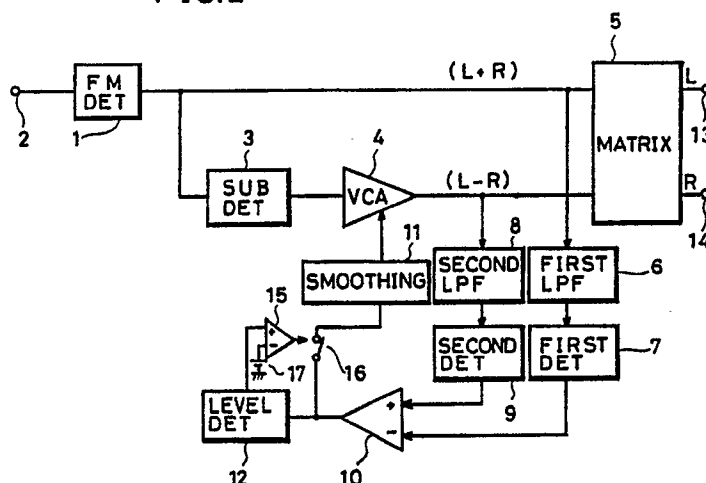 5
(L+R)
L
FM
DET
2
1
13
3
4
MATRIX
SUB
DET
VCA
(L-R)
R
14
11
8
SMOOTHING
SECOND
LPF
FIRST
LPF
6
15
+
-
17
16
SECOND
DET
FIRST
DET
7
9
LEVEL
DET
+
-
12
10